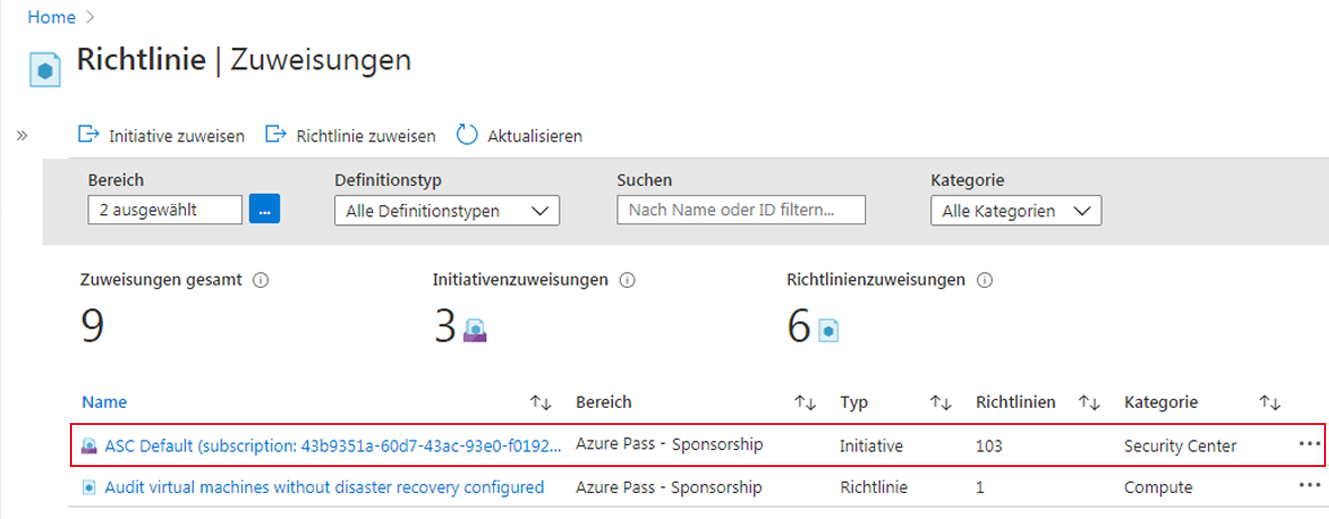 Home >
Richtlinie | Zuweisungen
» Initiative zuweisen Richtlinie zuweisen Aktualisieren
Bereich Definitionstyp Suchen Kategorie
2 ausgewählt ... Alle Definitionstypen Nach Name oder ID filtern... Alle Kategorien
Zuweisungen gesamt Initiativenzuweisungen Richtlinienzuweisungen
9 3 6
Name ↑↓ Bereich ↑↓ Typ ↑↓ Richtlinien ↑↓ Kategorie ↑↓
ASC Default (subscription: 43b9351a-60d7-43ac-93e0-f0192... Azure Pass - Sponsorship Initiative 103 Security Center ...
Audit virtual machines without disaster recovery configured Azure Pass - Sponsorship Richtlinie 1 Compute ...